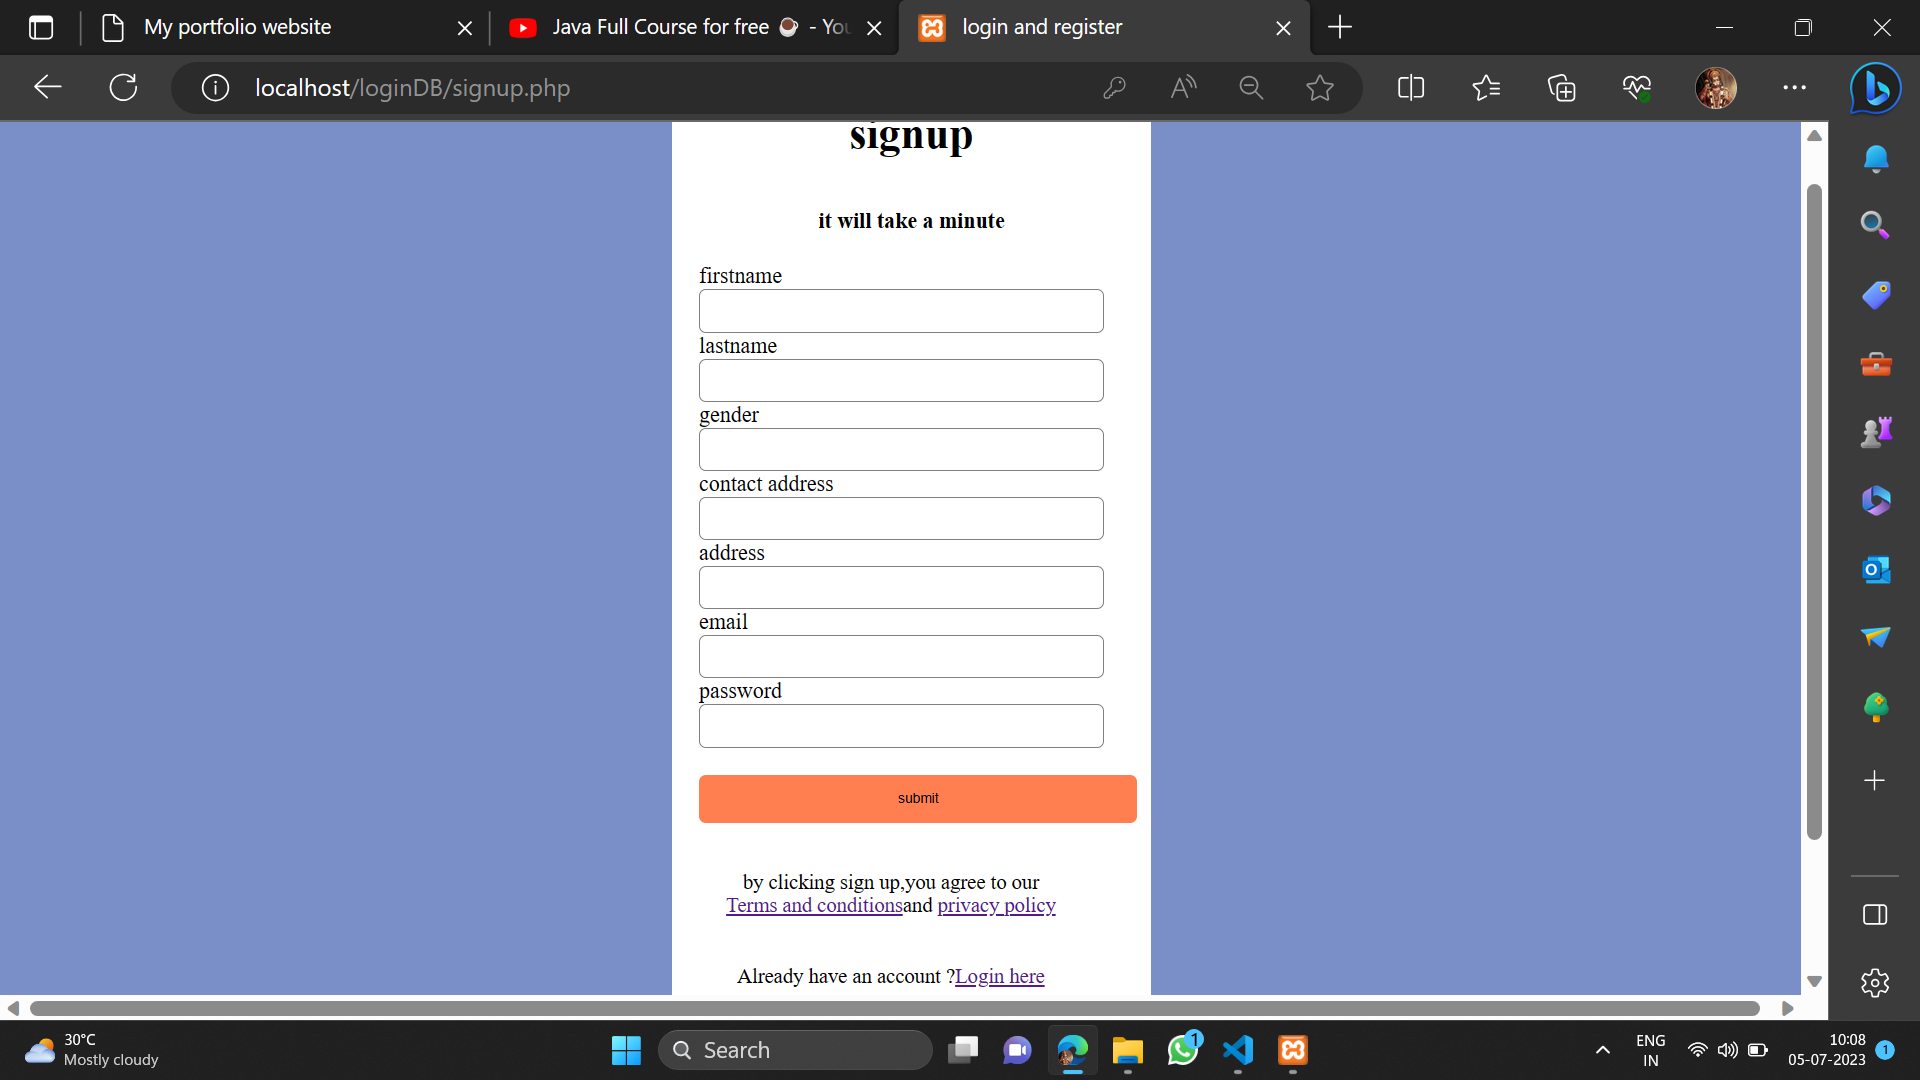 My portfolio website
Java Full Course for free ☕ - You
login and register
localhost/loginDB/signup.php
signup
it will take a minute
firstname
lastname
gender
contact address
address
email
password
submit
by clicking sign up,you agree to our
Terms and conditionsand privacy policy
Already have an account ?Login here
30°C
Mostly cloudy
Search
1
ENG
IN
10:08
05-07-2023
1